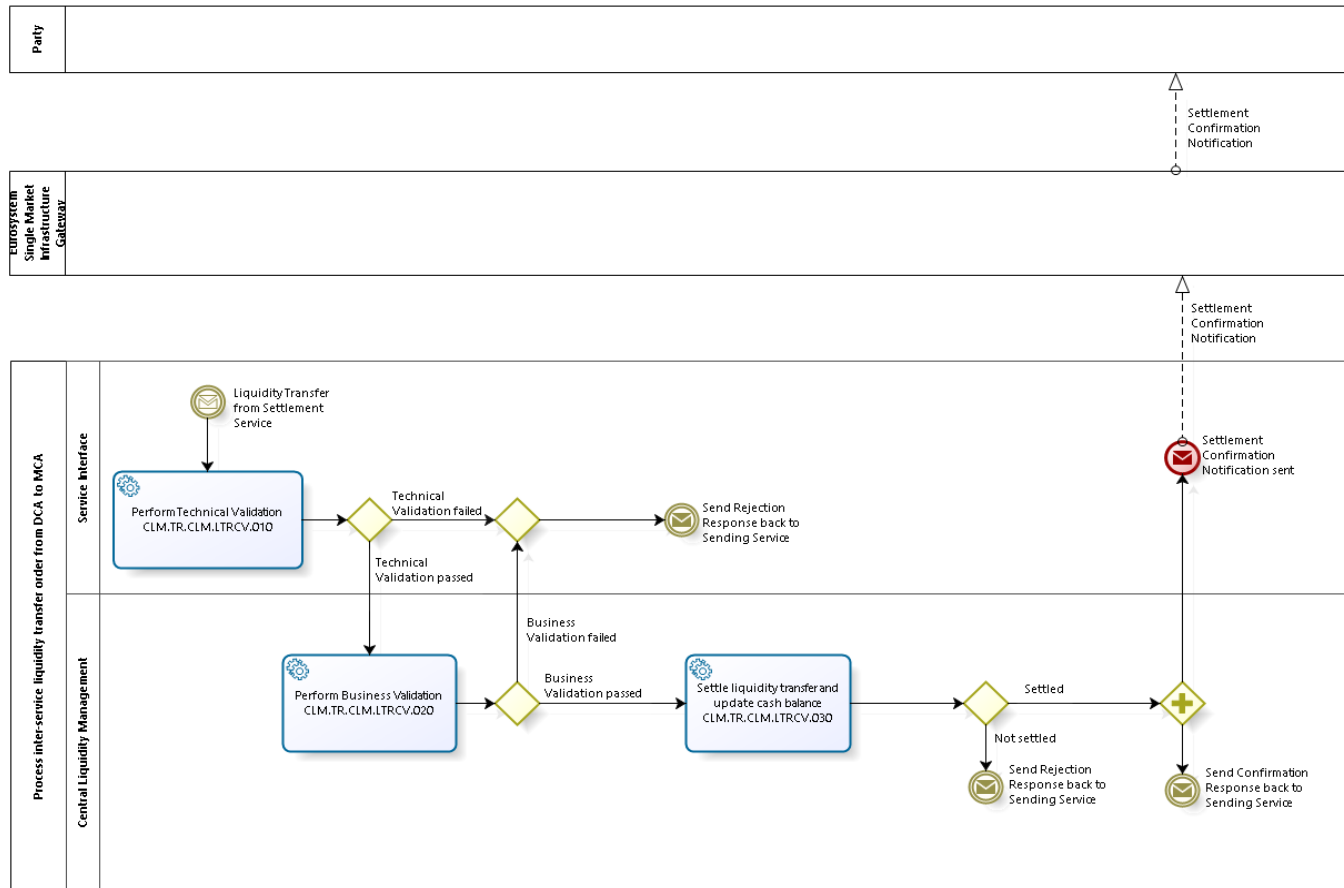 Party
Settlement
Confirmation
Notification
Eurosystem
Single Market
Infrastructure
Gateway
Settlement
Confirmation
Notification
Process inter-service liquidity transfer order from DCA to MCA
Service Interface
Liquidity Transfer
from Settlement
Service
Perform Technical Validation
CLM.TR.CLM.LTRCV.010
Technical
Validation failed
Technical
Validation passed
Send Rejection
Response back to
Sending Service
Settlement
Confirmation
Notification sent
Central Liquidity Management
Business
Validation failed
Perform Business Validation
CLM.TR.CLM.LTRCV.020
Business
Validation passed
Settle liquidity transfer and
update cash balance
CLM.TR.CLM.LTRCV.030
Settled
Not settled
Send Rejection
Response back to
Sending Service
Send Confirmation
Response back to
Sending Service